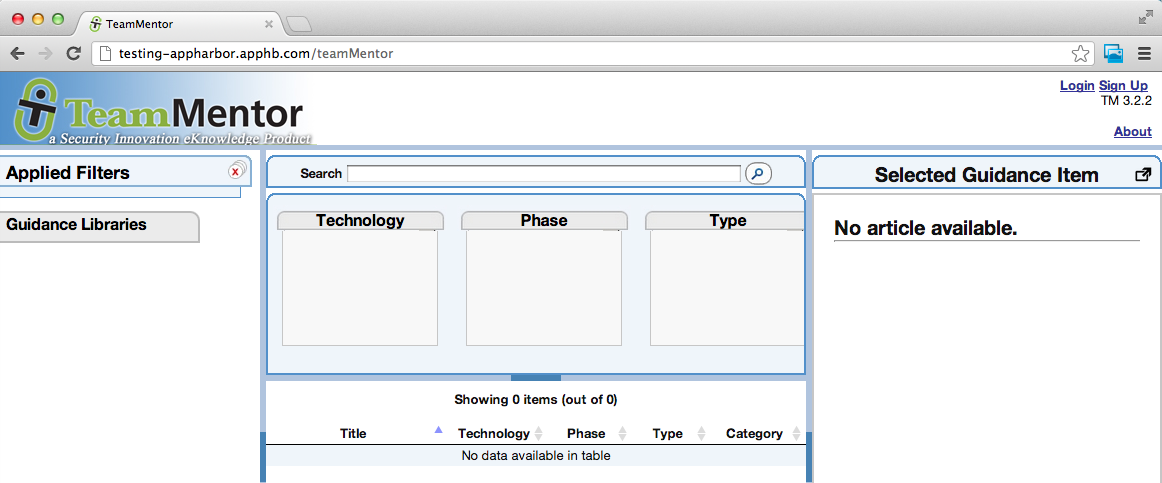 TeamMentor
testing-appharbor.apphb.com/teamMentor
TeamMentor
a Security Innovation eKnowledge Product
Login Sign Up
TM 3.2.2
About
Applied Filters
x
Guidance Libraries
Search
Technology Phase Type
Showing 0 items (out of 0)
Title Technology Phase Type Category
No data available in table
Selected Guidance Item
No article available.